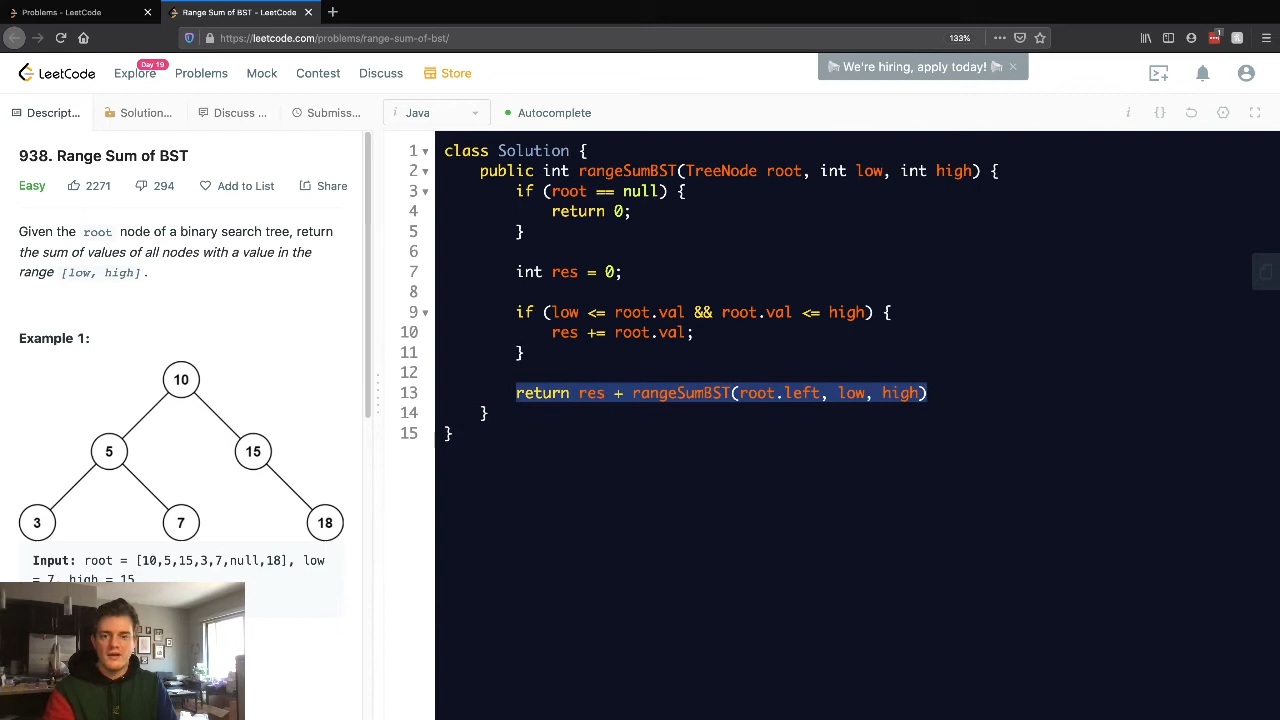 Problems - LeetCode
Range Sum of BST - LeetCode
https://leetcode.com/problems/range-sum-of-bst/
133%
1
LeetCode
Explore
Day 19
Problems
Mock
Contest
Discuss
Store
We're hiring, apply today!
Descript...
Solution...
Discuss ...
Submiss...
i Java
Autocomplete
938. Range Sum of BST
Easy
2271
294
Add to List
Share
Given the root node of a binary search tree, return
the sum of values of all nodes with a value in the
range [low, high].
Example 1:
10
5
15
3
7
18
Input: root = [10,5,15,3,7,null,18], low
= 7, high = 15
1 class Solution {
2 public int rangeSumBST(TreeNode root, int low, int high) {
3 if (root == null) {
4 return 0;
5 }
6
7 int res = 0;
8
9 if (low <= root.val && root.val <= high) {
10 res += root.val;
11 }
12
13 return res + rangeSumBST(root.left, low, high)
14 }
15 }